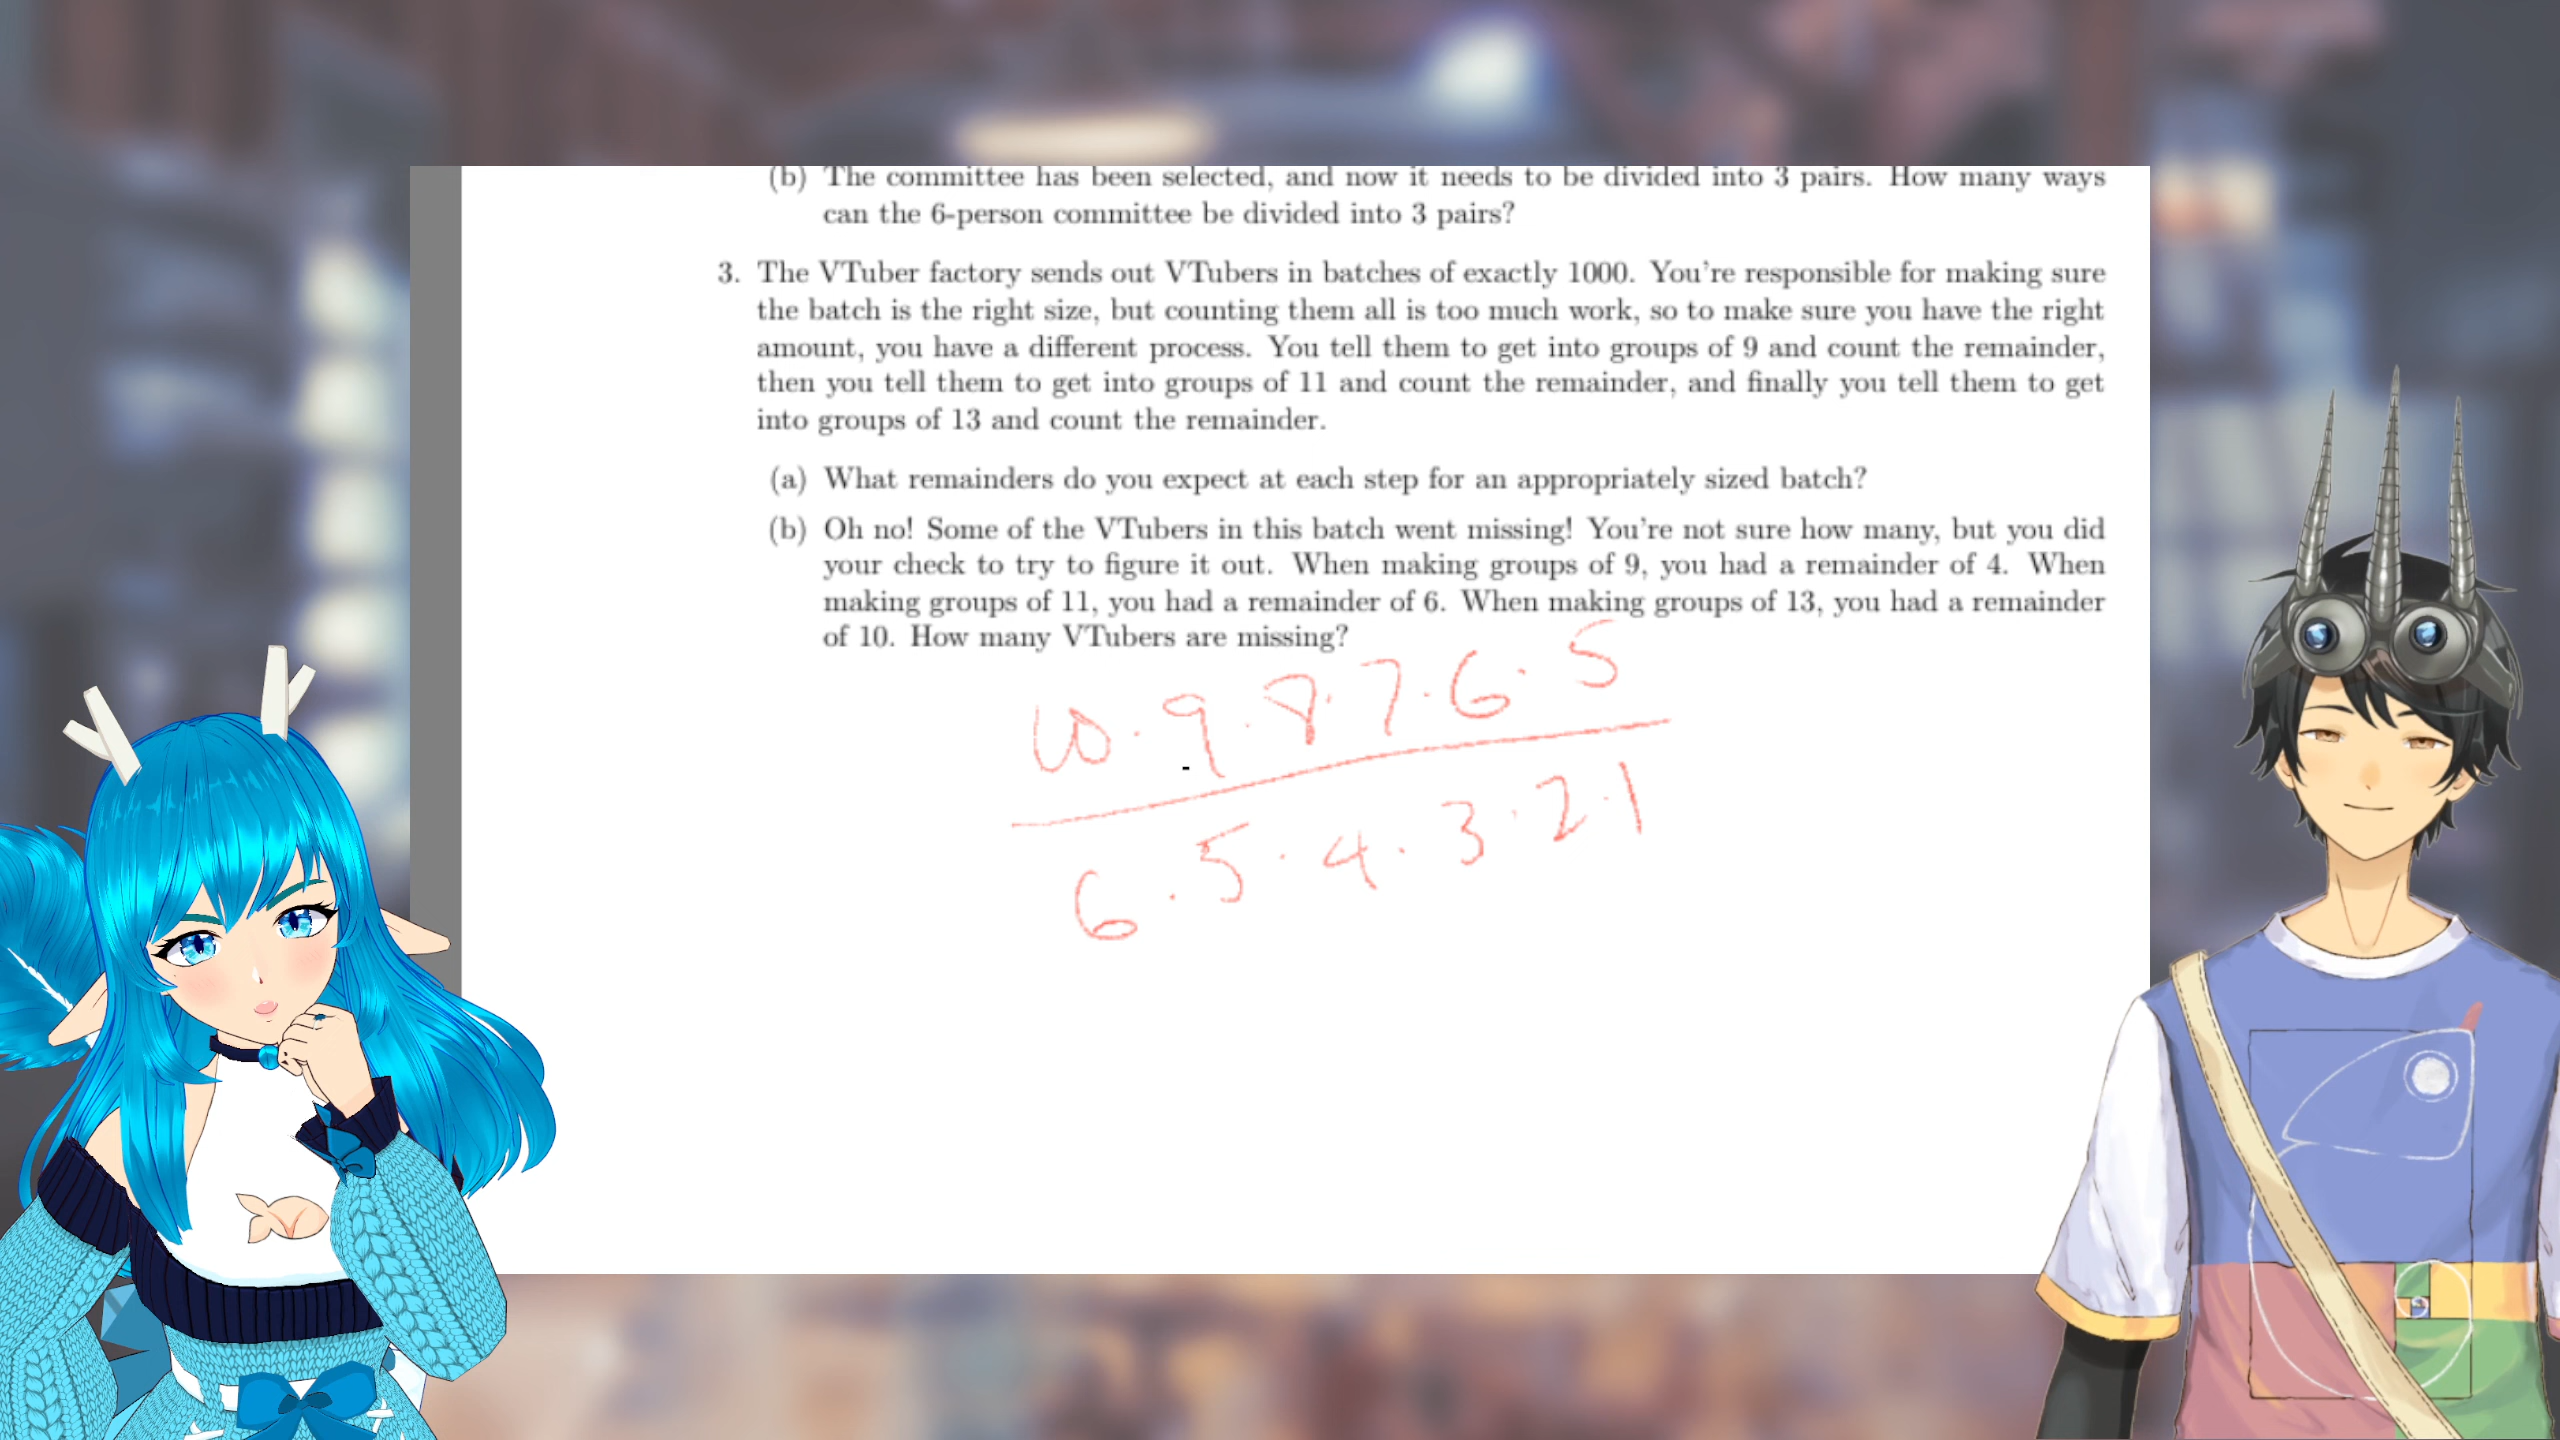 (b) The committee has been selected, and now it needs to be divided into 3 pairs. How many ways
can the 6-person committee be divided into 3 pairs?
3. The VTuber factory sends out VTubers in batches of exactly 1000. You're responsible for making sure
the batch is the right size, but counting them all is too much work, so to make sure you have the right
amount, you have a different process. You tell them to get into groups of 9 and count the remainder,
then you tell them to get into groups of 11 and count the remainder, and finally you tell them to get
into groups of 13 and count the remainder.
(a) What remainders do you expect at each step for an appropriately sized batch?
(b) Oh no! Some of the VTubers in this batch went missing! You're not sure how many, but you did
your check to try to figure it out. When making groups of 9, you had a remainder of 4. When
making groups of 11, you had a remainder of 6. When making groups of 13, you had a remainder
of 10. How many VTubers are missing?
10 · 9 · 8 · 7 · 6 · 5
6 · 5 · 4 · 3 · 2 · 1